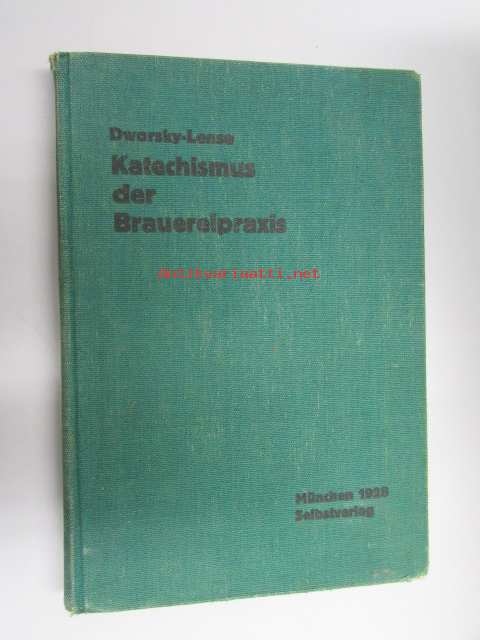 Dworsky-Lense
Katechismus
der
Brauereipraxis
antikvariaatti.net
München 1928
Selbstverlag